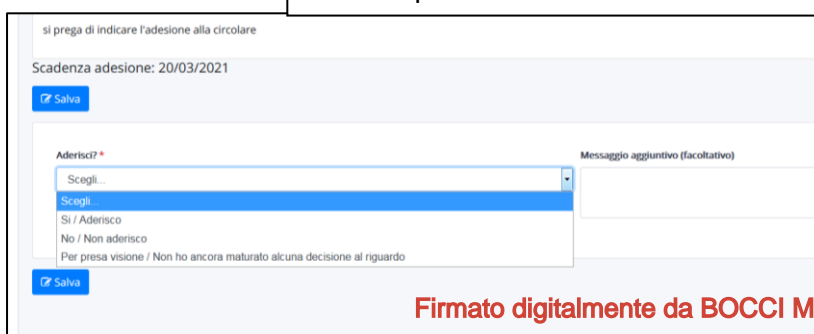 si prega di indicare l'adesione alla circolare
Scadenza adesione: 20/03/2021
Salva
Aderisci? *
Messaggio aggiuntivo (facoltativo)
Scegli...
Scegli...
Si / Aderisco
No / Non aderisco
Per presa visione / Non ho ancora maturato alcuna decisione al riguardo
Salva
Firmato digitalmente da BOCCI M